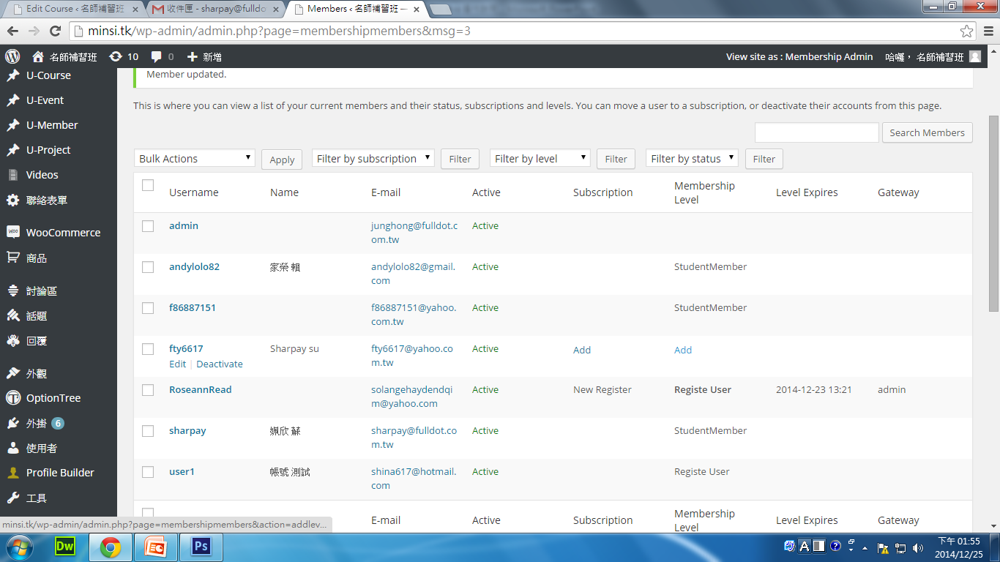 Edit Course ‹ 名師補習班
收件匣 - sharpay@fulldo
Members ‹ 名師補習班 —
minsi.tk/wp-admin/admin.php?page=membershipmembers&msg=3
名師補習班 10 0 新增 View site as : Membership Admin 哈囉， 名師補習班
U-Course
U-Event
U-Member
U-Project
Videos
聯絡表單
WooCommerce
商品
討論區
話題
回覆
外觀
OptionTree
外掛 6
使用者
Profile Builder
工具
Member updated.
This is where you can view a list of your current members and their status, subscriptions and levels. You can move a user to a subscription, or deactivate their accounts from this page.
Search Members
Bulk Actions Apply Filter by subscription Filter Filter by level Filter Filter by status Filter
Username Name E-mail Active Subscription Membership Level Level Expires Gateway
admin junghong@fulldot.com.tw Active
andylolo82 家榮 賴 andylolo82@gmail.com Active StudentMember
f86887151 f86887151@yahoo.com.tw Active StudentMember
fty6617 Sharpay su fty6617@yahoo.com.tw Active Add Add
Edit | Deactivate
RoseannRead solangehaydendqim@yahoo.com Active New Register Registe User 2014-12-23 13:21 admin
sharpay 姵欣 蘇 sharpay@fulldot.com.tw Active StudentMember
user1 帳號 測試 shina617@hotmail.com Active Registe User
E-mail Active Subscription Membership Level Level Expires Gateway
minsi.tk/wp-admin/admin.php?page=membershipmembers&action=addlev...
Dw
Ps
A
下午 01:55
2014/12/25